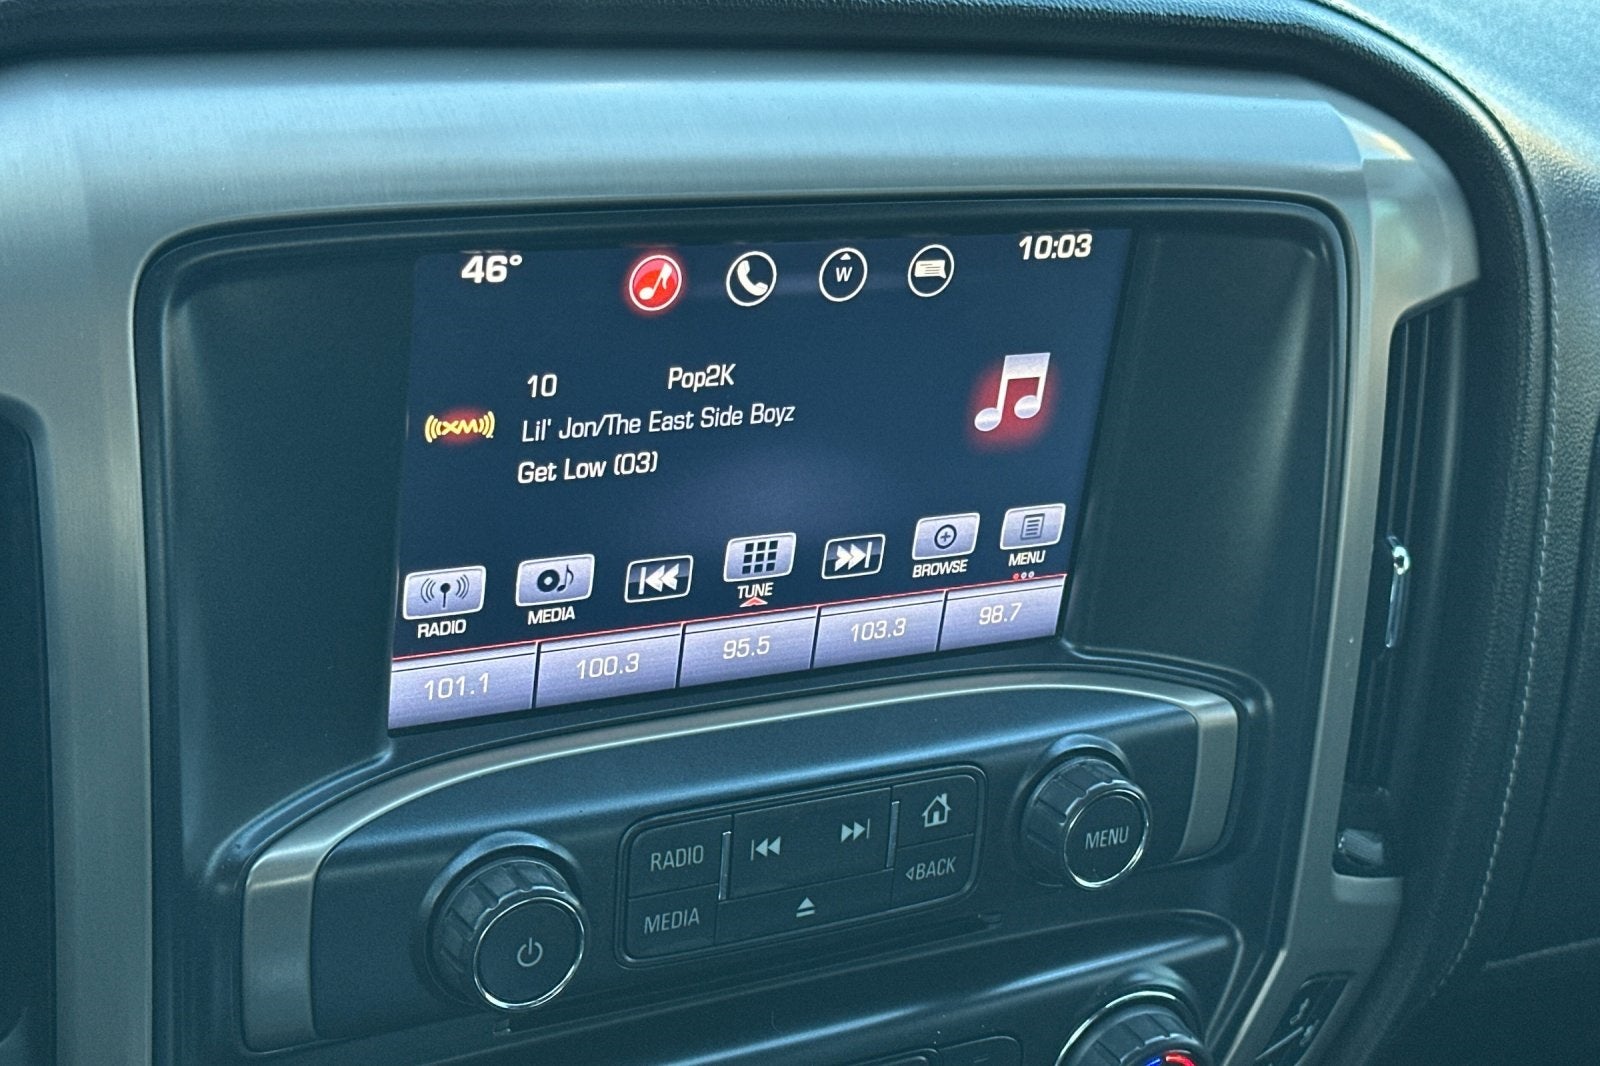 46° W 10:03
10 Pop2K
((XM))
Lil' Jon/The East Side Boyz
Get Low (03)
RADIO MEDIA TUNE BROWSE MENU
101.1 100.3 95.5 103.3 98.7
RADIO
MEDIA
◃BACK
MENU